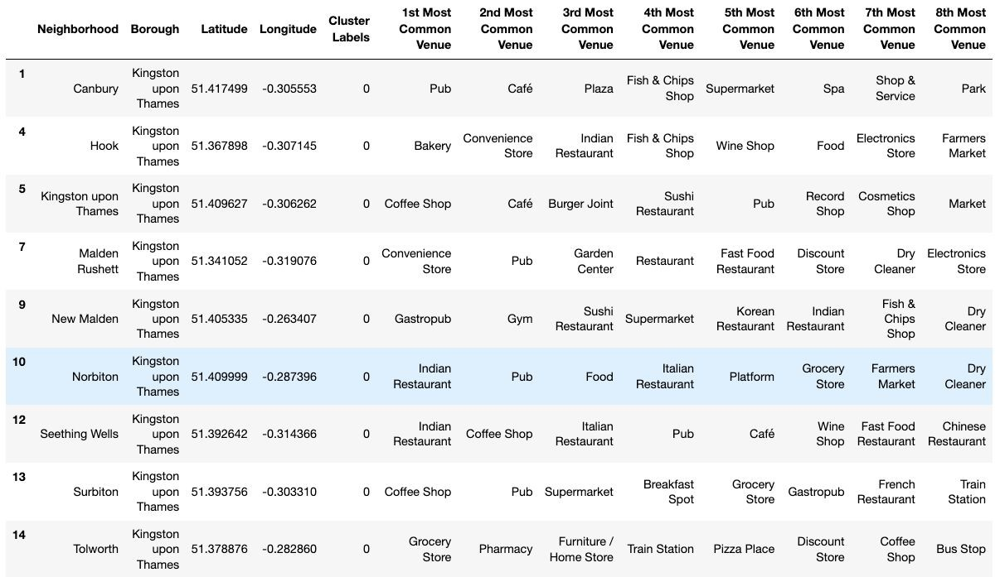 Neighborhood Borough Latitude Longitude Cluster Labels 1st Most Common Venue 2nd Most Common Venue 3rd Most Common Venue 4th Most Common Venue 5th Most Common Venue 6th Most Common Venue 7th Most Common Venue 8th Most Common Venue
1 Canbury Kingston upon Thames 51.417499 -0.305553 0 Pub Café Plaza Fish & Chips Shop Supermarket Spa Shop & Service Park
4 Hook Kingston upon Thames 51.367898 -0.307145 0 Bakery Convenience Store Indian Restaurant Fish & Chips Shop Wine Shop Food Electronics Store Farmers Market
5 Kingston upon Thames Kingston upon Thames 51.409627 -0.306262 0 Coffee Shop Café Burger Joint Sushi Restaurant Pub Record Shop Cosmetics Shop Market
7 Malden Rushett Kingston upon Thames 51.341052 -0.319076 0 Convenience Store Pub Garden Center Restaurant Fast Food Restaurant Discount Store Dry Cleaner Electronics Store
9 New Malden Kingston upon Thames 51.405335 -0.263407 0 Gastropub Gym Sushi Restaurant Supermarket Korean Restaurant Indian Restaurant Fish & Chips Shop Dry Cleaner
10 Norbiton Kingston upon Thames 51.409999 -0.287396 0 Indian Restaurant Pub Food Italian Restaurant Platform Grocery Store Farmers Market Dry Cleaner
12 Seething Wells Kingston upon Thames 51.392642 -0.314366 0 Indian Restaurant Coffee Shop Italian Restaurant Pub Café Wine Shop Fast Food Restaurant Chinese Restaurant
13 Surbiton Kingston upon Thames 51.393756 -0.303310 0 Coffee Shop Pub Supermarket Breakfast Spot Grocery Store Gastropub French Restaurant Train Station
14 Tolworth Kingston upon Thames 51.378876 -0.282860 0 Grocery Store Pharmacy Furniture / Home Store Train Station Pizza Place Discount Store Coffee Shop Bus Stop